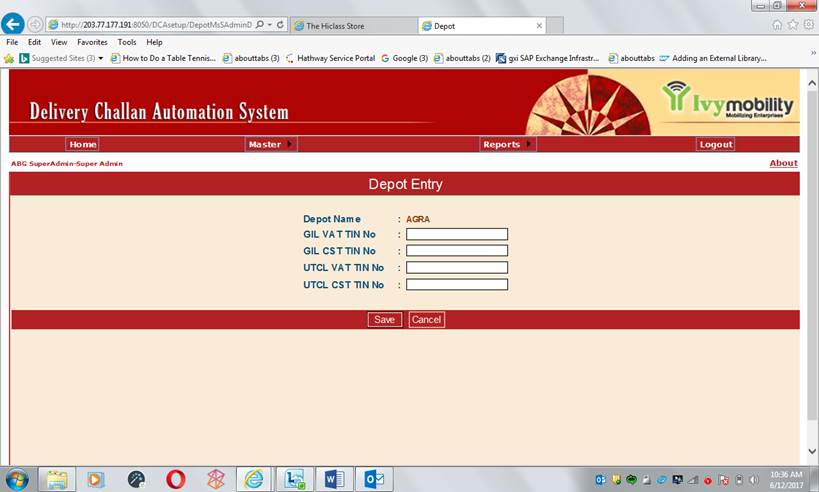 http://203.77.177.191:8050/DCAsetup/DepotMsSAdminD
The Hiclass Store
Depot
File Edit View Favorites Tools Help
Suggested Sites (3)
How to Do a Table Tennis...
abouttabs (3)
Hathway Service Portal
Google (3)
abouttabs (2)
gxi SAP Exchange Infrastr...
abouttabs
Adding an External Library...
Delivery Challan Automation System
Ivymobility
Mobilizing Enterprises
Home Master Reports Logout
ABG SuperAdmin-Super Admin
About
Depot Entry
Depot Name : AGRA
GIL VAT TIN No :
GIL CST TIN No :
UTCL VAT TIN No :
UTCL CST TIN No :
Save Cancel
10:36 AM
6/12/2017